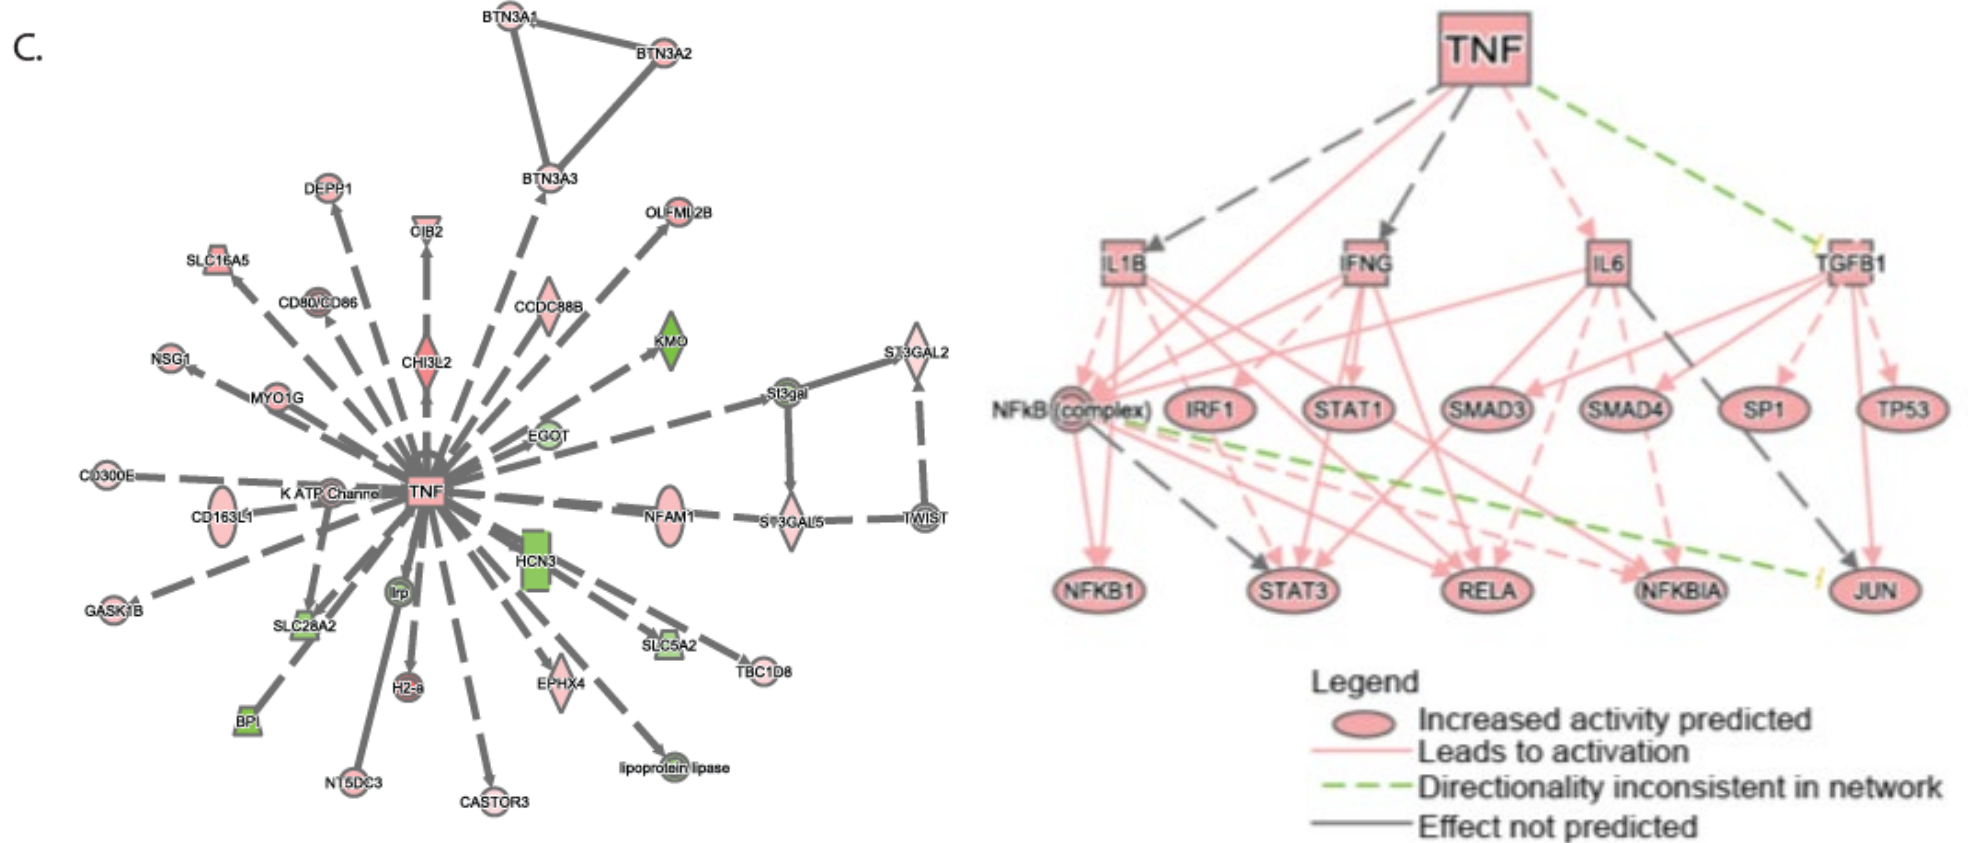 C.
BTN3A1
BTN3A2
BTN3A3
DEPP1
CIB2
OLFML2B
SLC16A5
CD80/CD86
CCDC88B
KMO
NSG1
MYO1G
CHI3L2
St3gal
ST3GAL2
EGOT
CD300E
K ATP Channel
TNF
CD163L1
NFAM1
ST3GAL5
TWIST
HCN3
GASK1B
lrp
SLC28A2
SLC5A2
TBC1D8
H2-a
EPHX4
BPI
NT5DC3
CASTOR3
lipoprotein lipase
TNF
IL1B
IFNG
IL6
TGFB1
NFkB (complex)
IRF1
STAT1
SMAD3
SMAD4
SP1
TP53
NFKB1
STAT3
RELA
NFKBIA
JUN
Legend
Increased activity predicted
Leads to activation
Directionality inconsistent in network
Effect not predicted